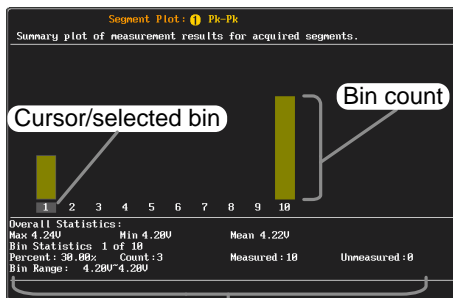 Segment Plot: 1 Pk-Pk
Summary plot of measurement results for acquired segments.
Bin count
Cursor/selected bin
1 2 3 4 5 6 7 8 9 10
Overall Statistics:
Max 4.24V Min 4.20V Mean 4.22V
Bin Statistics 1 of 10
Percent: 30.00% Count:3 Measured:10 Unmeasured:0
Bin Range: 4.20V~4.20V